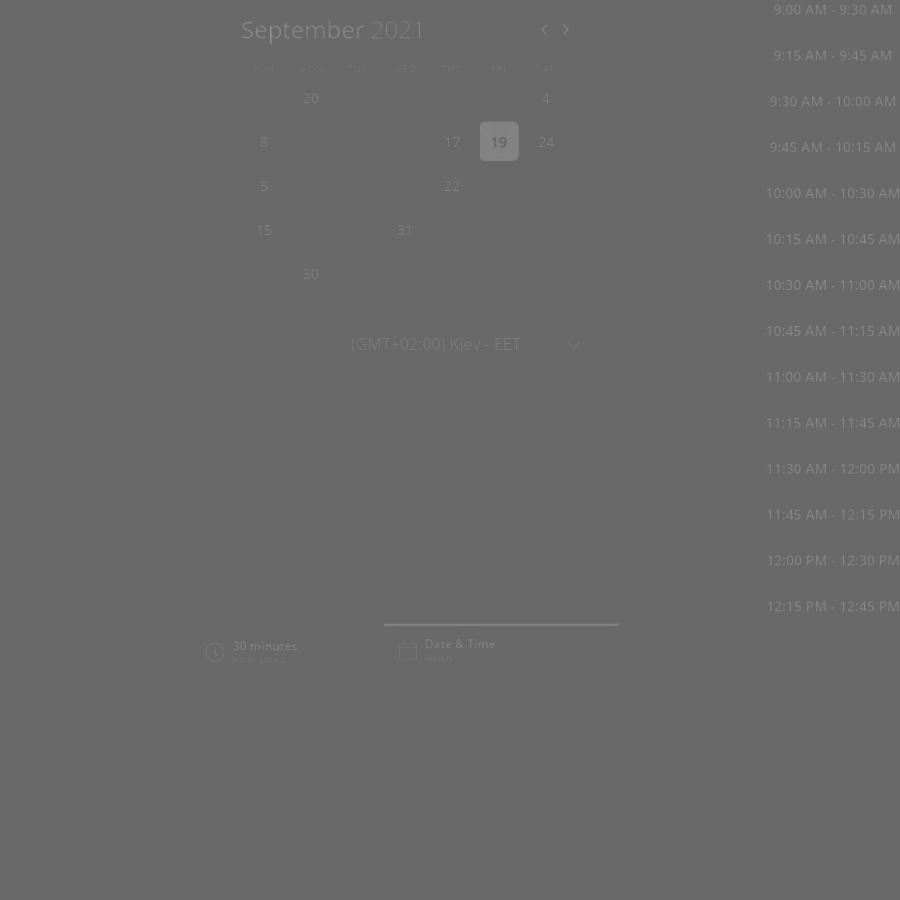 September 2021
SUN MON TUE WED THU FRI SAT
20 4
8 17 19 24
5 22
15 31
30
(GMT+02:00) Kiev - EET
30 minutes
HOW LONG
Date & Time
WHEN
9:00 AM - 9:30 AM
9:15 AM - 9:45 AM
9:30 AM - 10:00 AM
9:45 AM - 10:15 AM
10:00 AM - 10:30 AM
10:15 AM - 10:45 AM
10:30 AM - 11:00 AM
10:45 AM - 11:15 AM
11:00 AM - 11:30 AM
11:15 AM - 11:45 AM
11:30 AM - 12:00 PM
11:45 AM - 12:15 PM
12:00 PM - 12:30 PM
12:15 PM - 12:45 PM